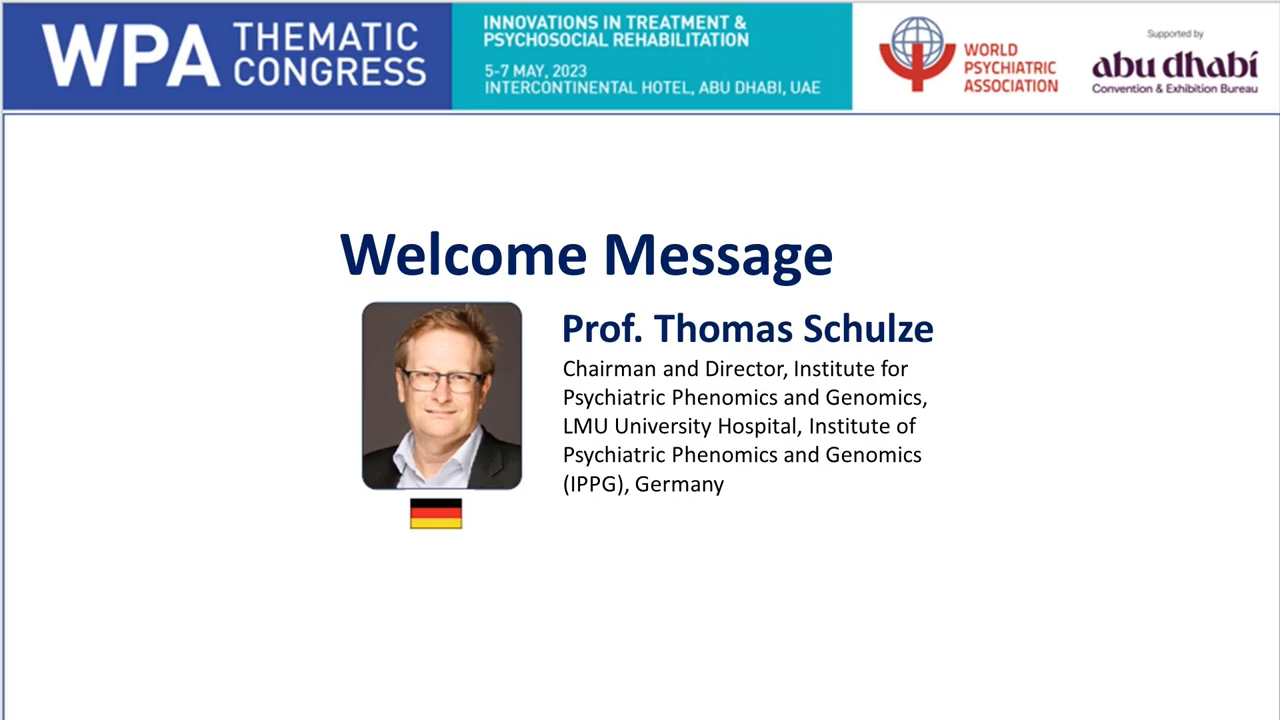 WPA THEMATIC CONGRESS
INNOVATIONS IN TREATMENT &
PSYCHOSOCIAL REHABILITATION
5-7 MAY, 2023
INTERCONTINENTAL HOTEL, ABU DHABI, UAE
WORLD
PSYCHIATRIC
ASSOCIATION
Supported by
abu dhabi
Convention & Exhibition Bureau
Welcome Message
Prof. Thomas Schulze
Chairman and Director, Institute for
Psychiatric Phenomics and Genomics,
LMU University Hospital, Institute of
Psychiatric Phenomics and Genomics
(IPPG), Germany